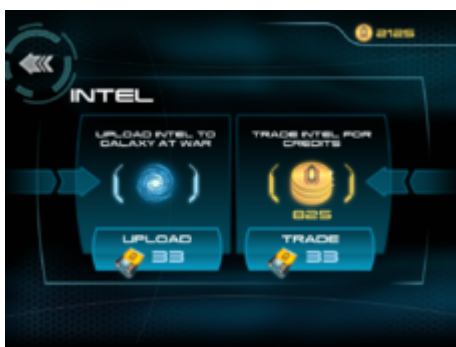 2125
INTEL
UPLOAD INTEL TO
GALAXY AT WAR
TRADE INTEL FOR
CREDITS
825
UPLOAD
33
TRADE
33